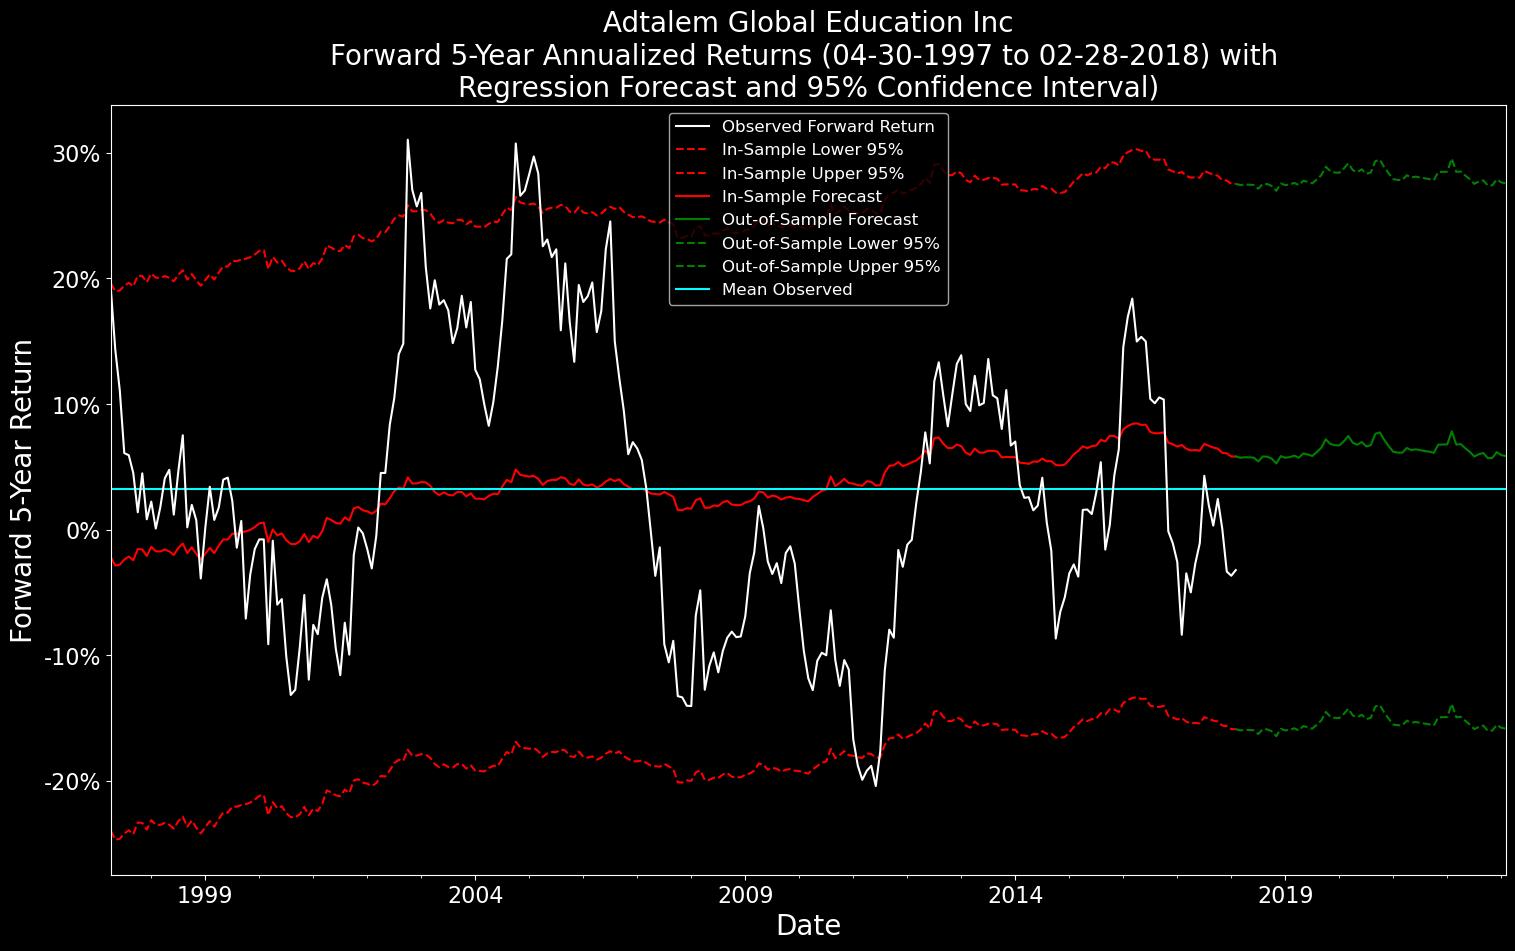 Adtalem Global Education Inc
Forward 5-Year Annualized Returns (04-30-1997 to 02-28-2018) with
Regression Forecast and 95% Confidence Interval)
Observed Forward Return
In-Sample Lower 95%
In-Sample Upper 95%
In-Sample Forecast
Out-of-Sample Forecast
Out-of-Sample Lower 95%
Out-of-Sample Upper 95%
Mean Observed
Forward 5-Year Return
30%
20%
10%
0%
-10%
-20%
1999
2004
2009
2014
2019
Date